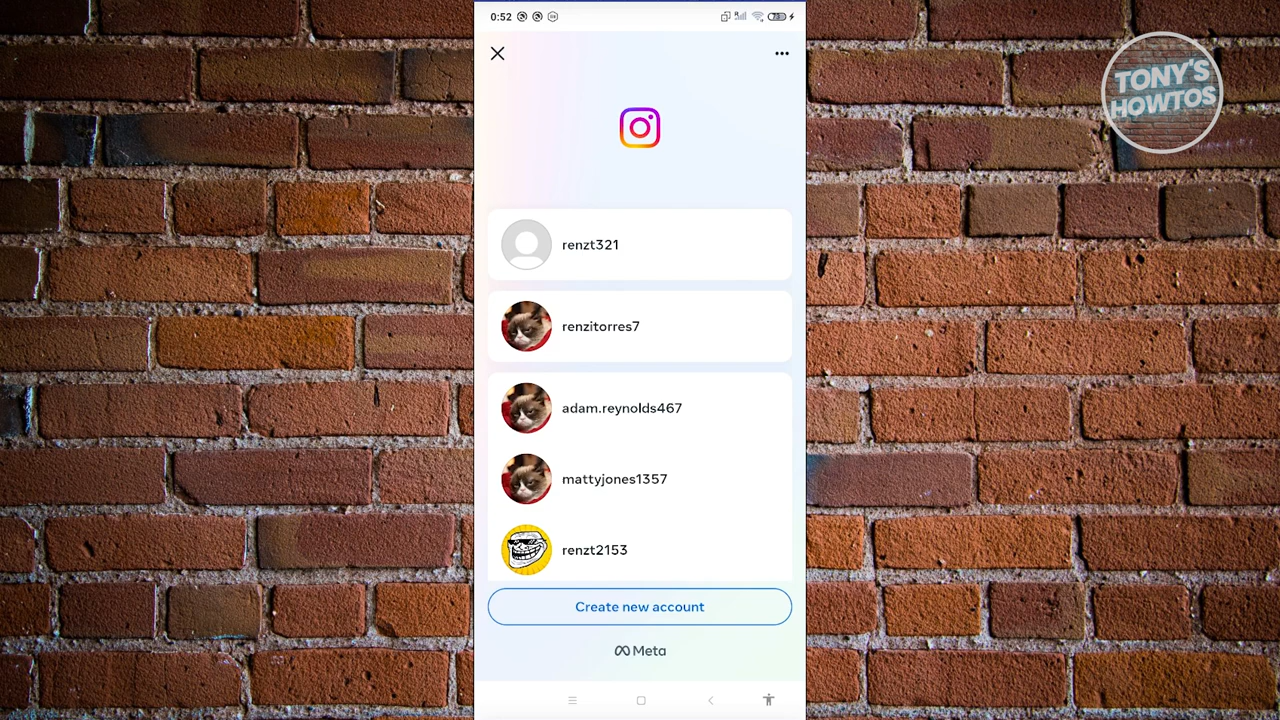 0:52
TONY'S
HOWTOS
renzt321
renzitorres7
adam.reynolds467
mattyjones1357
renzt2153
Create new account
Meta